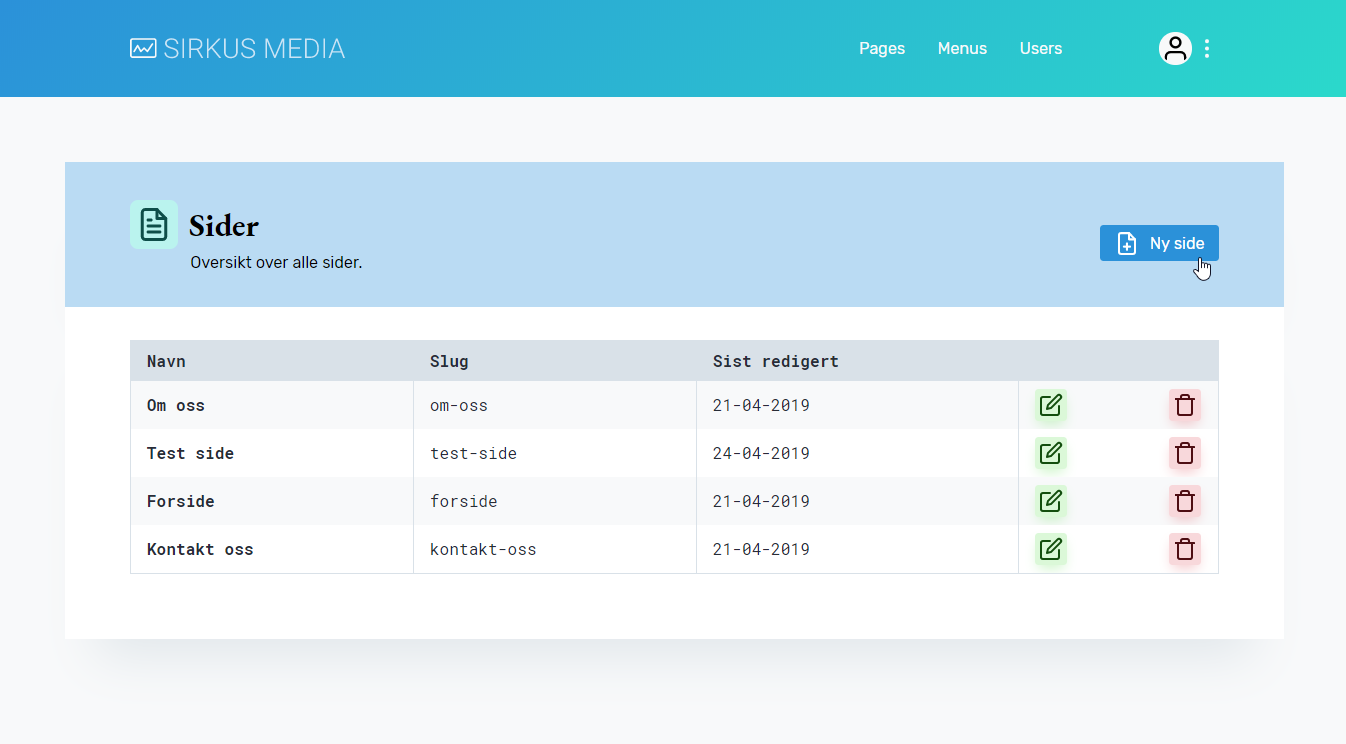 SIRKUS MEDIA Pages Menus Users
Sider
Oversikt over alle sider.
Ny side
Navn Slug Sist redigert
Om oss om-oss 21-04-2019
Test side test-side 24-04-2019
Forside forside 21-04-2019
Kontakt oss kontakt-oss 21-04-2019